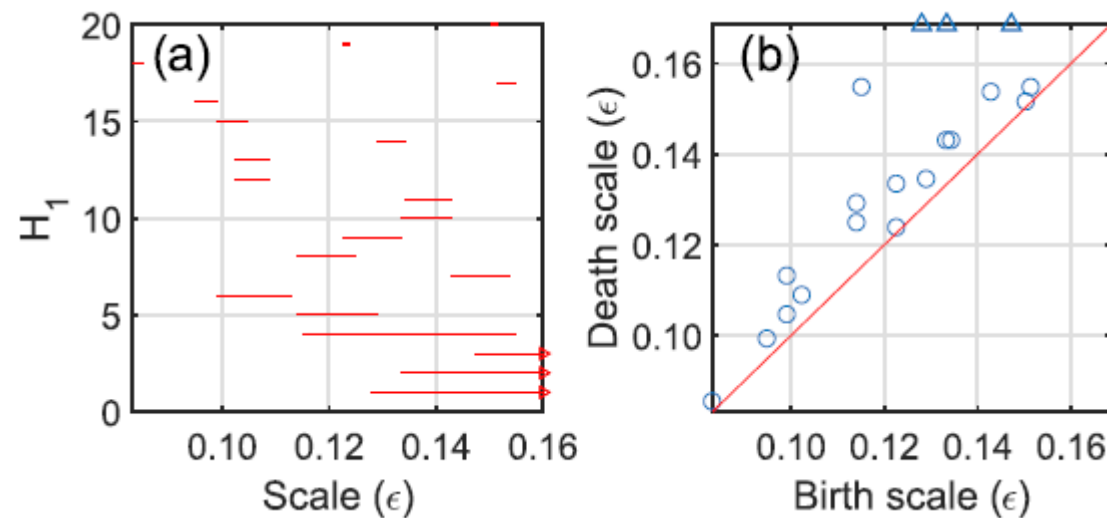 (a)
20
15
10
5
0
H1
0.10 0.12 0.14 0.16
Scale (ϵ)
(b)
0.16
0.14
0.12
0.10
Death scale (ϵ)
0.10 0.12 0.14 0.16
Birth scale (ϵ)